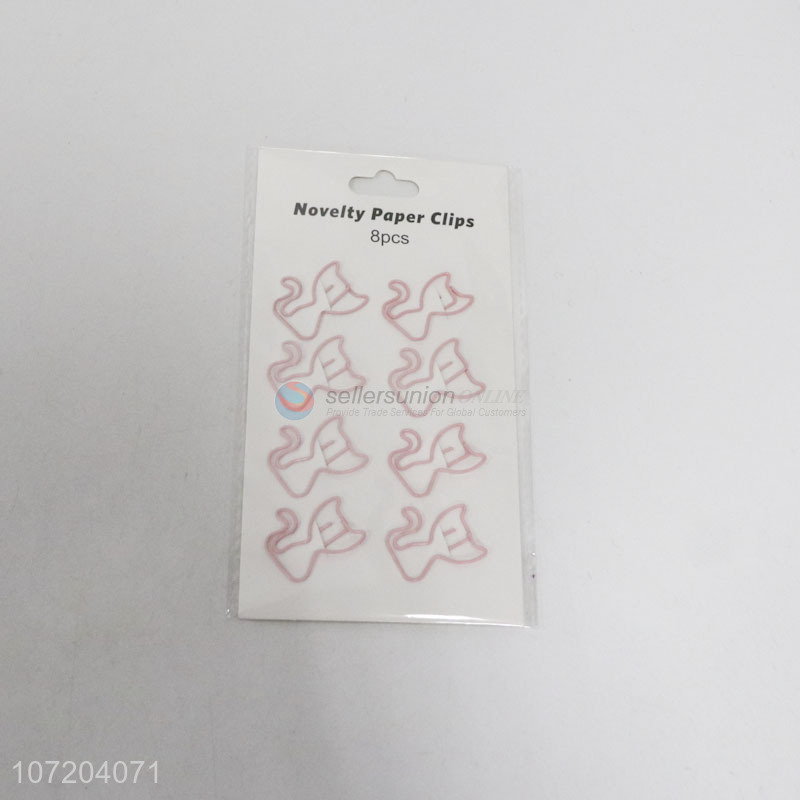 Novelty Paper Clips
8pcs
sellersunion ONLINE
Provide Trade Services For Global Customers
107204071